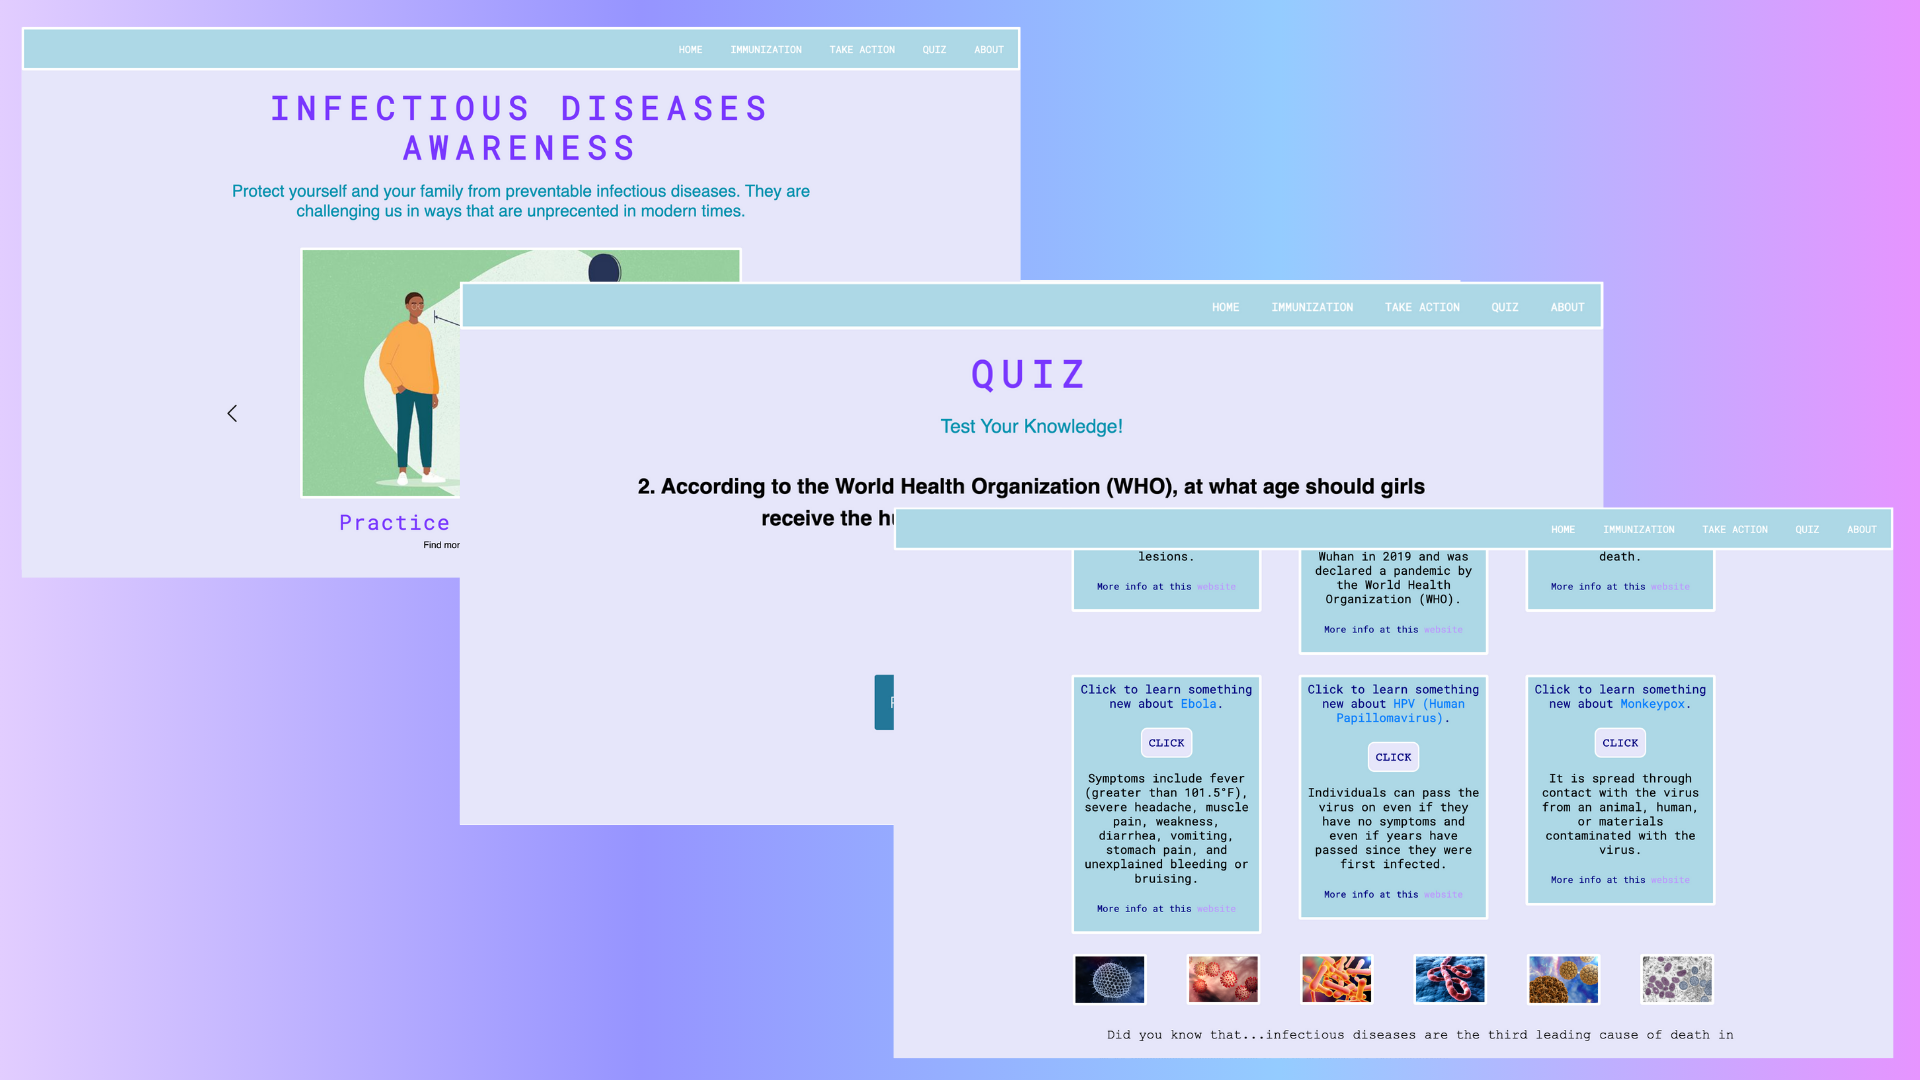 HOME IMMUNIZATION TAKE ACTION QUIZ ABOUT
INFECTIOUS DISEASES
AWARENESS
Protect yourself and your family from preventable infectious diseases. They are
challenging us in ways that are unprecented in modern times.
Practice
Find mor
HOME IMMUNIZATION TAKE ACTION QUIZ ABOUT
QUIZ
Test Your Knowledge!
2. According to the World Health Organization (WHO), at what age should girls
receive the hu
HOME IMMUNIZATION TAKE ACTION QUIZ ABOUT
lesions.
More info at this website
Wuhan in 2019 and was
declared a pandemic by
the World Health
Organization (WHO).
More info at this website
death.
More info at this website
Click to learn something
new about Ebola.
CLICK
Symptoms include fever
(greater than 101.5°F),
severe headache, muscle
pain, weakness,
diarrhea, vomiting,
stomach pain, and
unexplained bleeding or
bruising.
More info at this website
Click to learn something
new about HPV (Human
Papillomavirus).
CLICK
Individuals can pass the
virus on even if they
have no symptoms and
even if years have
passed since they were
first infected.
More info at this website
Click to learn something
new about Monkeypox.
CLICK
It is spread through
contact with the virus
from an animal, human,
or materials
contaminated with the
virus.
More info at this website
Did you know that...infectious diseases are the third leading cause of death in